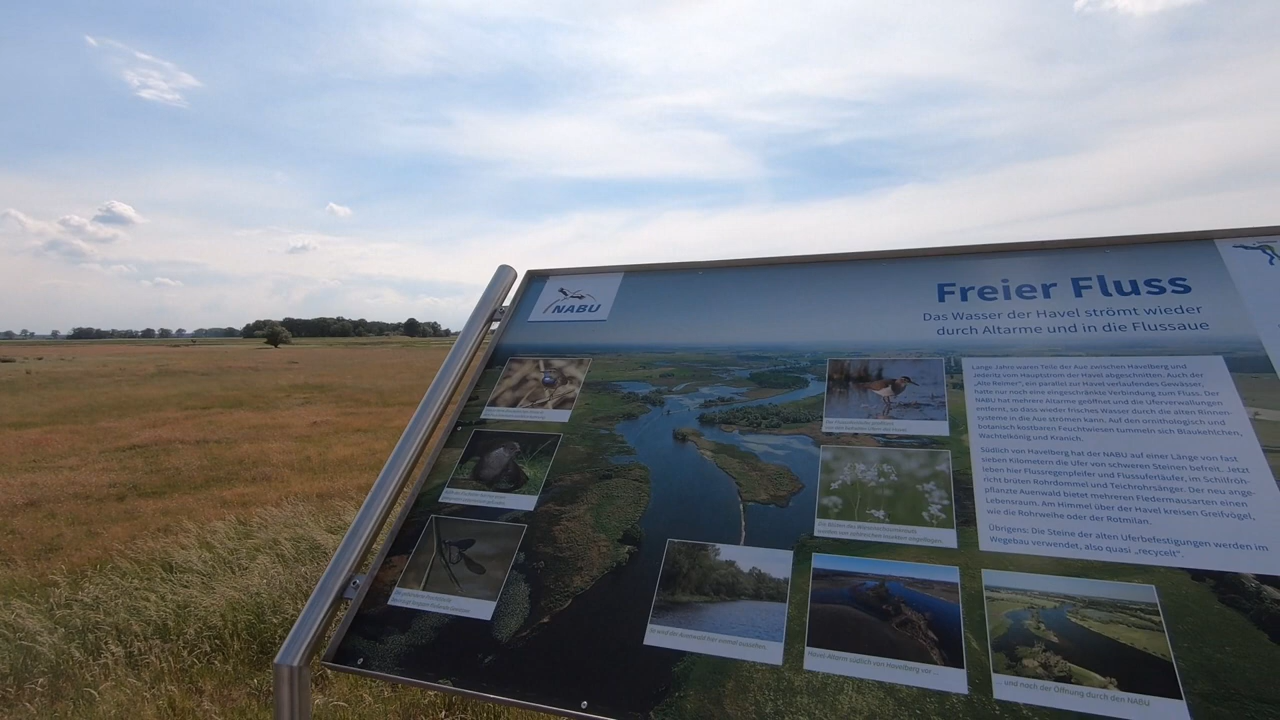 NABU
Freier Fluss
Das Wasser der Havel strömt wieder
durch Altarme und in die Flussaue
Lange Jahre waren Teile der Aue zwischen Havelberg und
Jederitz vom Hauptstrom der Havel abgeschnitten. Auch der
„Alte Reimer", ein parallel zur Havel verlaufendes Gewässer,
hatte nur noch eine eingeschränkte Verbindung zum Fluss. Der
NABU hat mehrere Altarme geöffnet und die Uferverwallungen
entfernt, so dass wieder frisches Wasser durch die alten Rinnen-
systeme in die Aue strömen kann. Auf den ornithologisch und
botanisch kostbaren Feuchtwiesen tummeln sich Blaukehlchen,
Wachtelkönig und Kranich.
Südlich von Havelberg hat der NABU auf einer Länge von fast
sieben Kilometern die Ufer von schweren Steinen befreit. Jetzt
leben hier Flussregenpfeifer und Flussuferläufer, im Schilfröh-
richt brüten Rohrdommel und Teichrohrsänger. Der neu ange-
pflanzte Auenwald bietet mehreren Fledermausarten einen
Lebensraum. Am Himmel über der Havel kreisen Greifvögel,
wie die Rohrweihe oder der Rotmilan.
Übrigens: Die Steine der alten Uferbefestigungen werden im
Wegebau verwendet, also quasi „recycelt".
So wird der Auenwald hier einmal aussehen.
Havel-Altarm südlich von Havelberg vor ...
... und nach der Öffnung durch den NABU